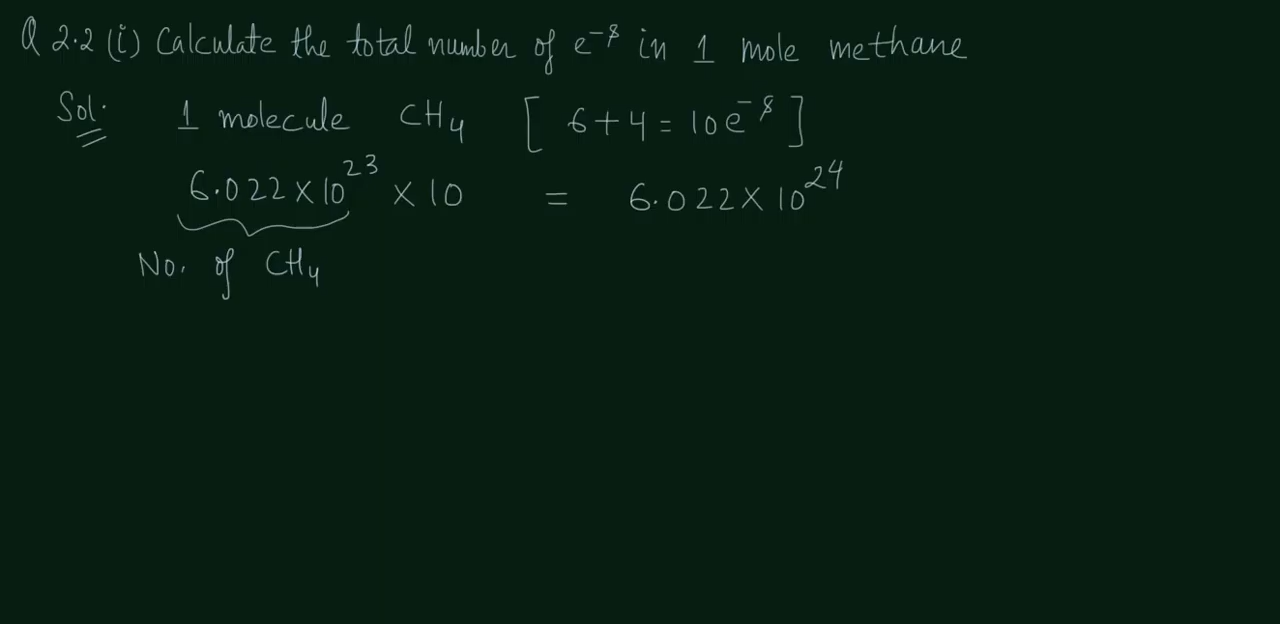 Q 2.2 (i) Calculate the total number of e⁻s in 1 mole methane
Sol. 1 molecule CH₄ [ 6+4 = 10e⁻s ]
6.022×10²³ × 10 = 6.022×10²⁴
No. of CH₄